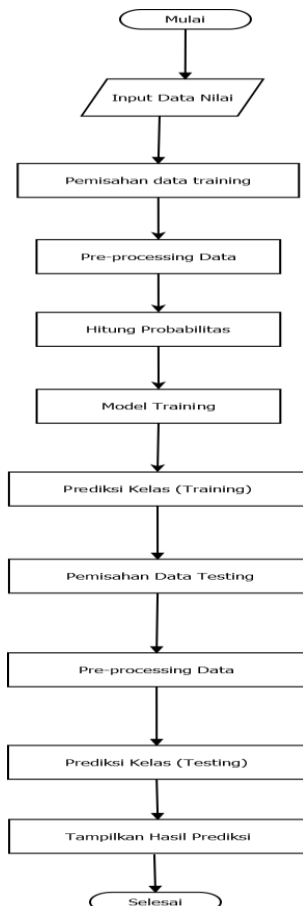 Mulai
Input Data Nilai
Pemisahan data training
Pre-processing Data
Hitung Probabilitas
Model Training
Prediksi Kelas (Training)
Pemisahan Data Testing
Pre-processing Data
Prediksi Kelas (Testing)
Tampilkan Hasil Prediksi
Selesai